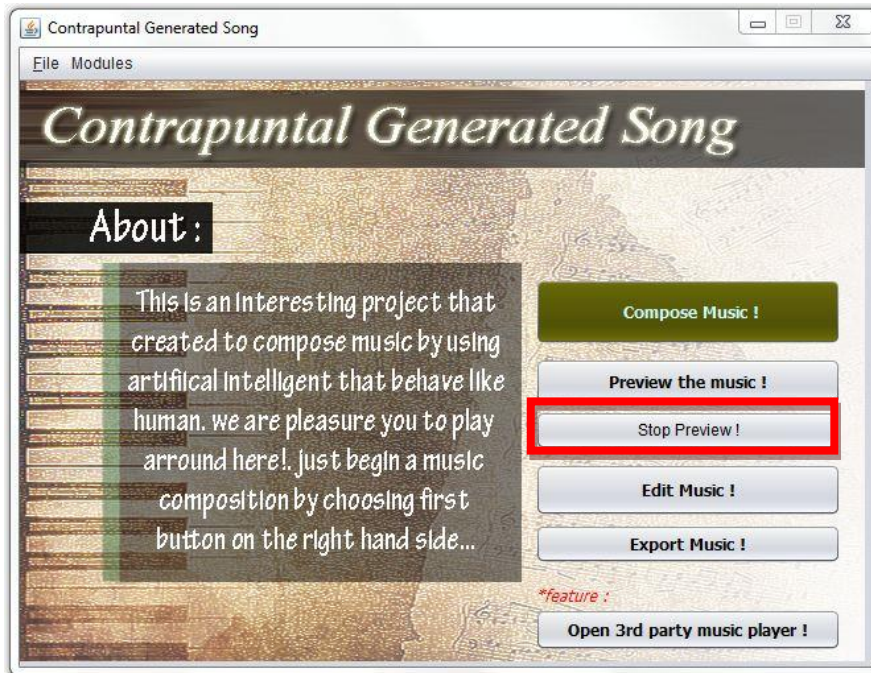 Contrapuntal Generated Song
File Modules
Contrapuntal Generated Song
About :
This is an interesting project that
created to compose music by using
artifiical intelligent that behave like
human. we are pleasure you to play
arround here!. just begin a music
composition by choosing first
button on the right hand side...
Compose Music !
Preview the music !
Stop Preview !
Edit Music !
Export Music !
*feature :
Open 3rd party music player !